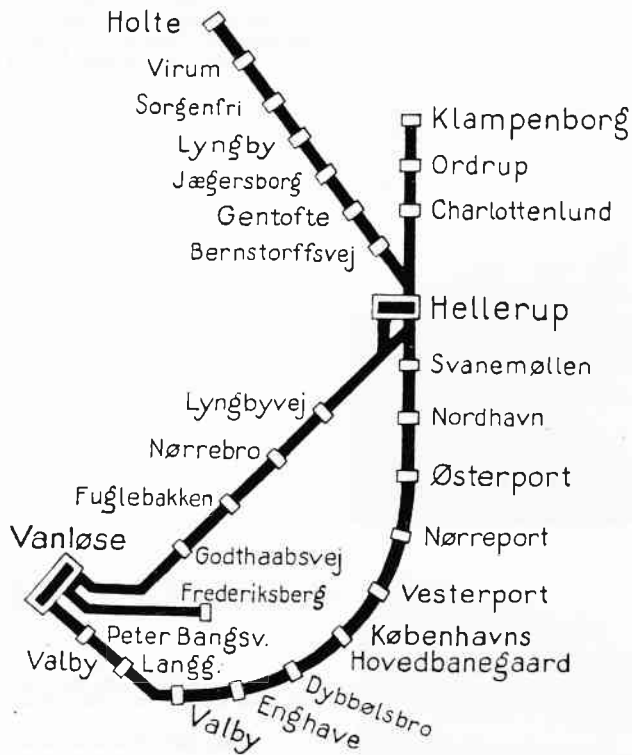 Holte
Virum
Sorgenfri
Lyngby
Jægersborg
Gentofte
Bernstorffsvej
Klampenborg
Ordrup
Charlottenlund
Hellerup
Svanemøllen
Nordhavn
Østerport
Nørreport
Vesterport
Københavns
Hovedbanegaard
Dybbølsbro
Enghave
Valby
Valby
Langg.
Peter Bangsv.
Vanløse
Frederiksberg
Godthaabsvej
Fuglebakken
Nørrebro
Lyngbyvej